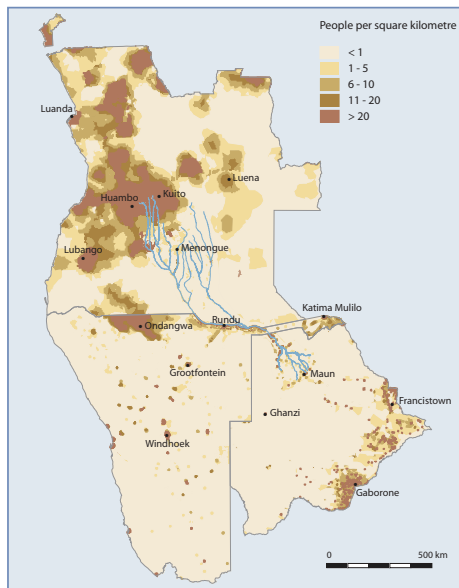 People per square kilometre
< 1
1 - 5
6 - 10
11 - 20
> 20
Luanda
Luena
Kuito
Huambo
Menongue
Lubango
Katima Mulilo
Rundu
Ondangwa
Grootfontein
Maun
Francistown
Ghanzi
Windhoek
Gaborone
0 500 km